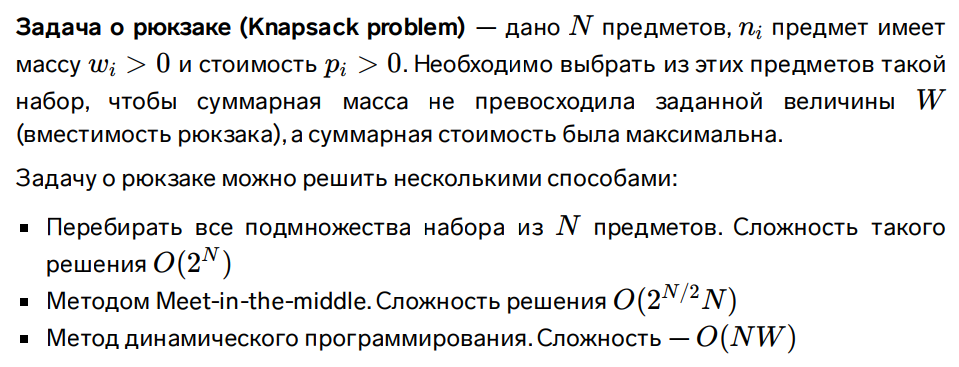 Задача о рюкзаке (Knapsack problem) — дано N предметов, n_i предмет имеет
массу w_i > 0 и стоимость p_i > 0. Необходимо выбрать из этих предметов такой
набор, чтобы суммарная масса не превосходила заданной величины W
(вместимость рюкзака), а суммарная стоимость была максимальна.
Задачу о рюкзаке можно решить несколькими способами:
▪ Перебирать все подмножества набора из N предметов. Сложность такого
решения O(2^N)
▪ Методом Meet-in-the-middle. Сложность решения O(2^{N/2}N)
▪ Метод динамического программирования. Сложность — O(NW)